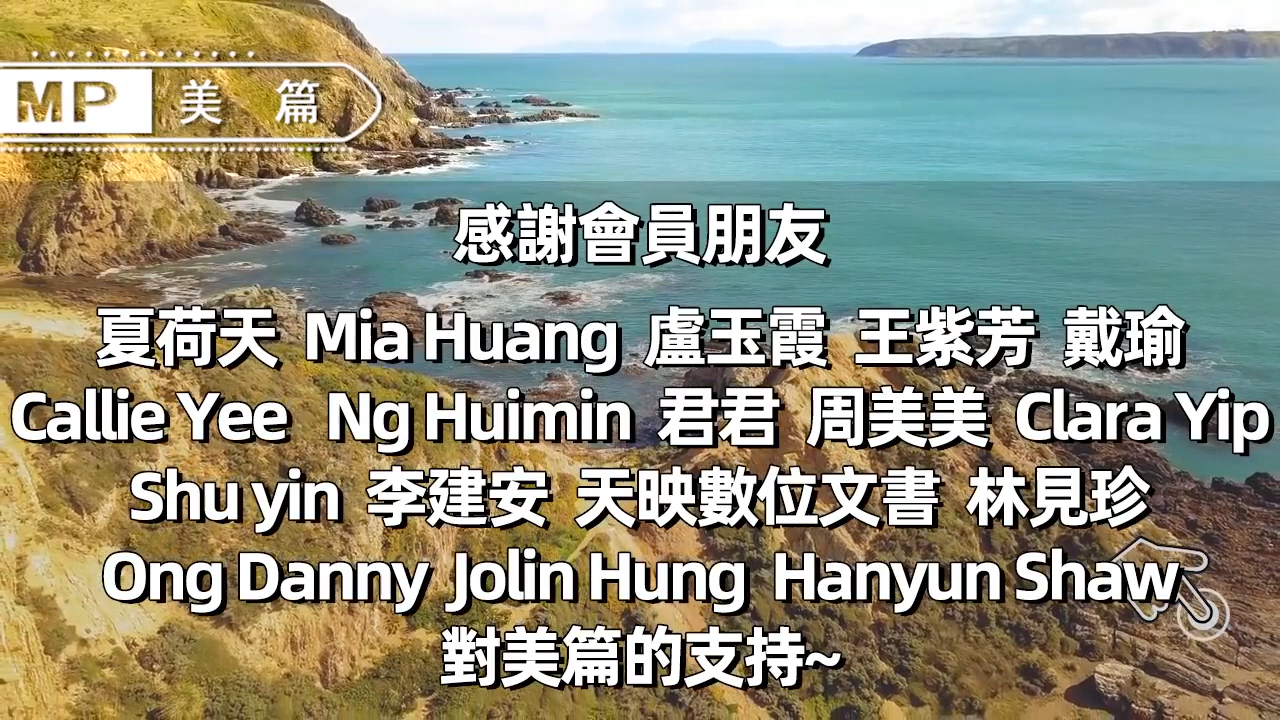 MP 美篇
感謝會員朋友
夏荷天 Mia Huang 盧玉霞 王紫芳 戴瑜
Callie Yee Ng Huimin 君君 周美美 Clara Yip
Shu yin 李建安 天映數位文書 林見珍
Ong Danny Jolin Hung Hanyun Shaw
對美篇的支持~